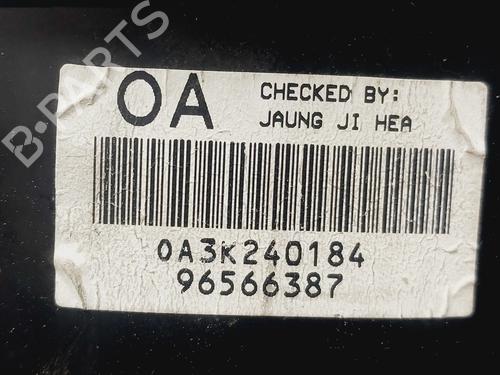 B-PARTS
OA
CHECKED BY:
JAUNG JI HEA
0A3K240184
96566387